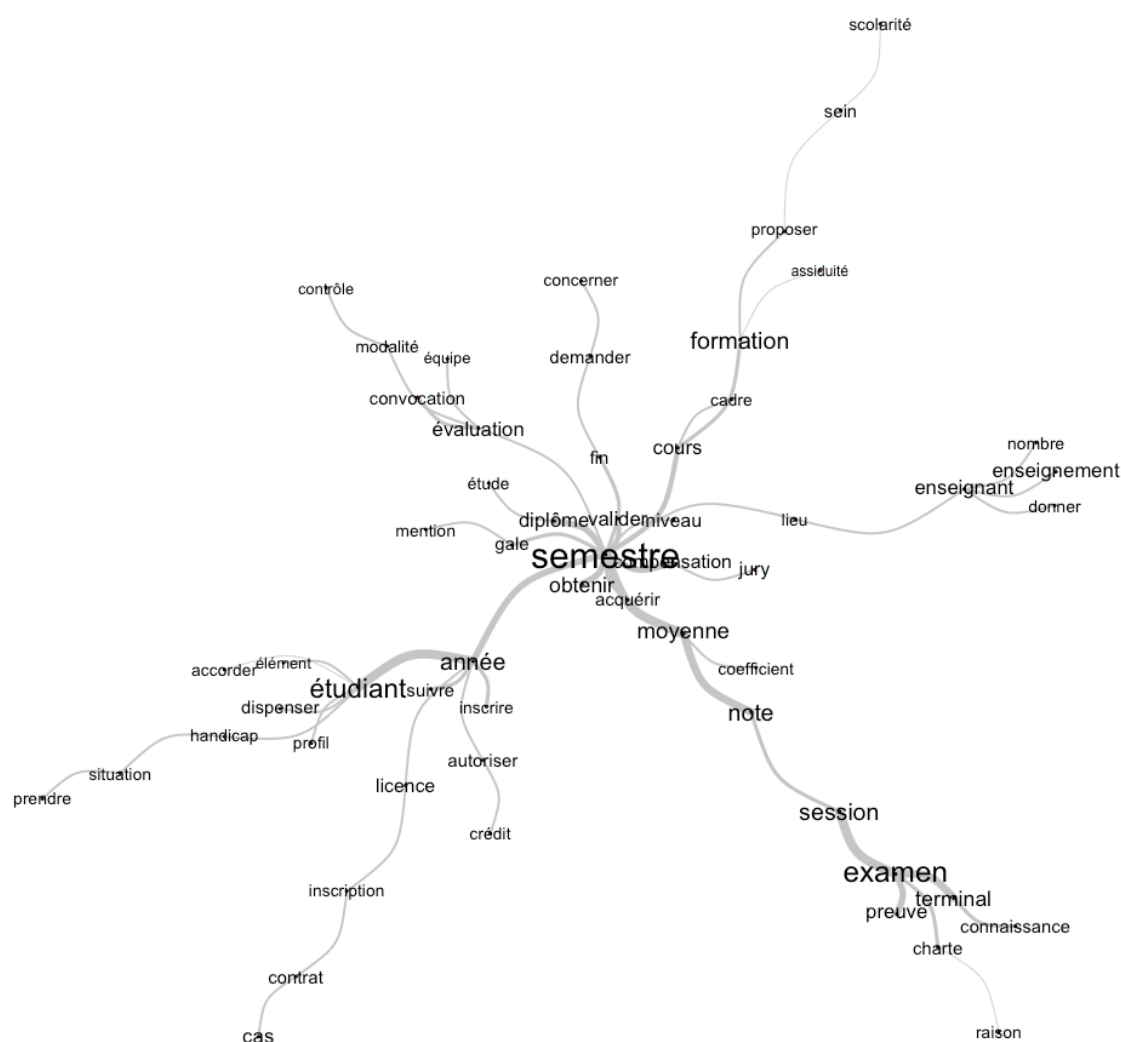 scolarité
sein
proposer
assiduité
concerner
contrôle
formation
modalité
équipe
demander
convocation
cadre
évaluation
cours
nombre
fin
enseignement
étude
enseignant
donner
mention
diplôme
valider
niveau
lieu
gale
semestre
compensation
jury
obtenir
acquérir
moyenne
accorder
élément
année
coefficient
étudiant
suivre
dispenser
inscrire
note
handicap
profil
autoriser
situation
licence
prendre
session
crédit
examen
inscription
terminal
preuve
connaissance
charte
contrat
cas
raison